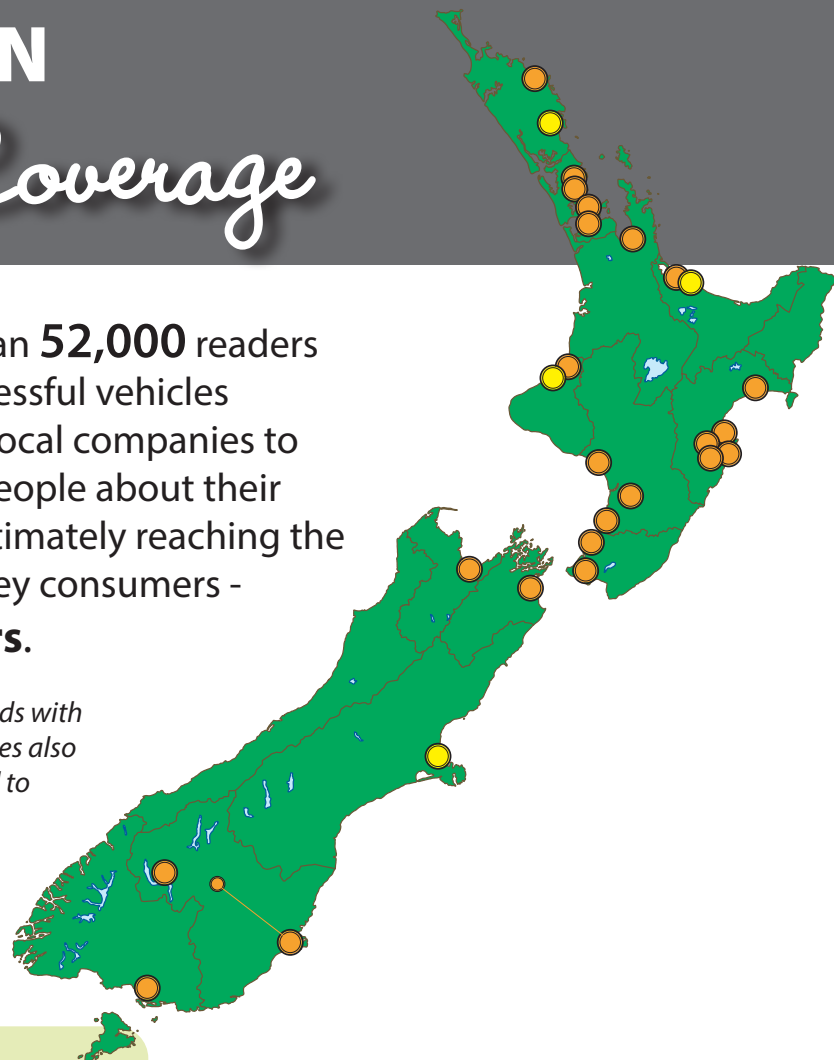 N
Coverage
an 52,000 readers
essful vehicles
ocal companies to
eople about their
timately reaching the
ey consumers -
rs.
ds with
es also
l to